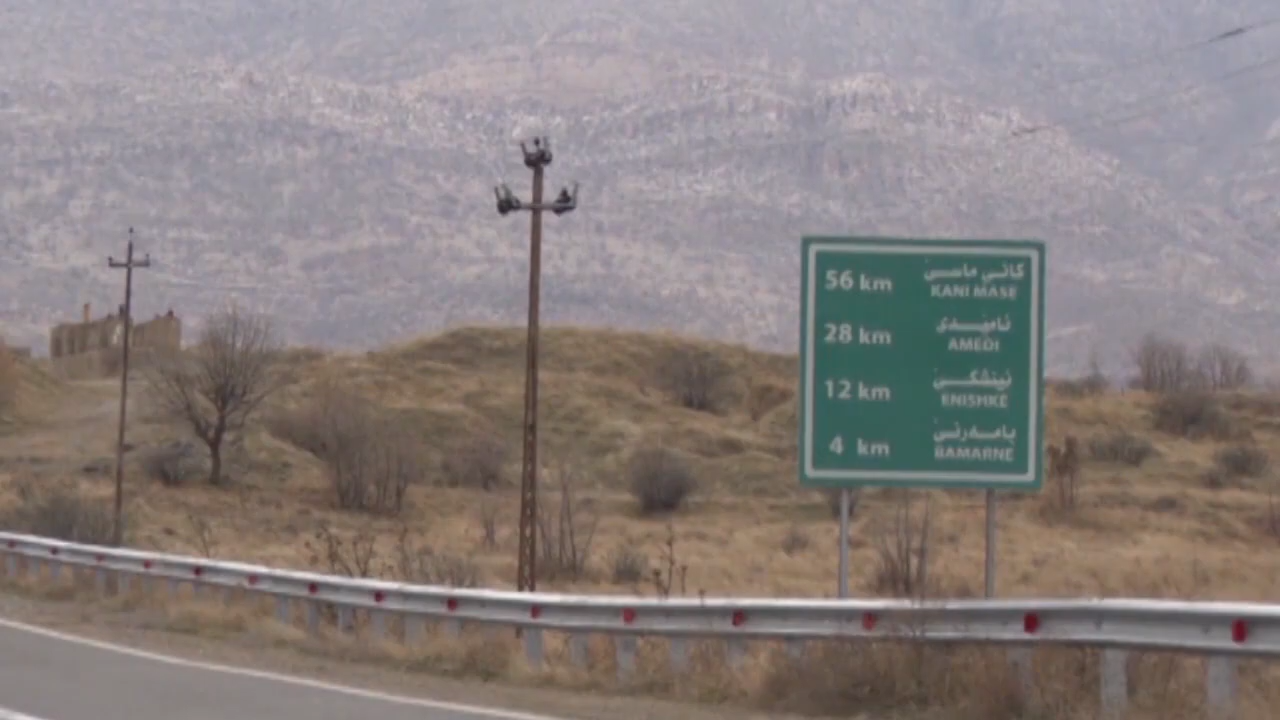 56 km کانی ماسێ
KANI MASE
28 km ئامێدی
AMEDI
12 km ئینشکێ
ENISHKE
4 km بامەرنێ
BAMARNE